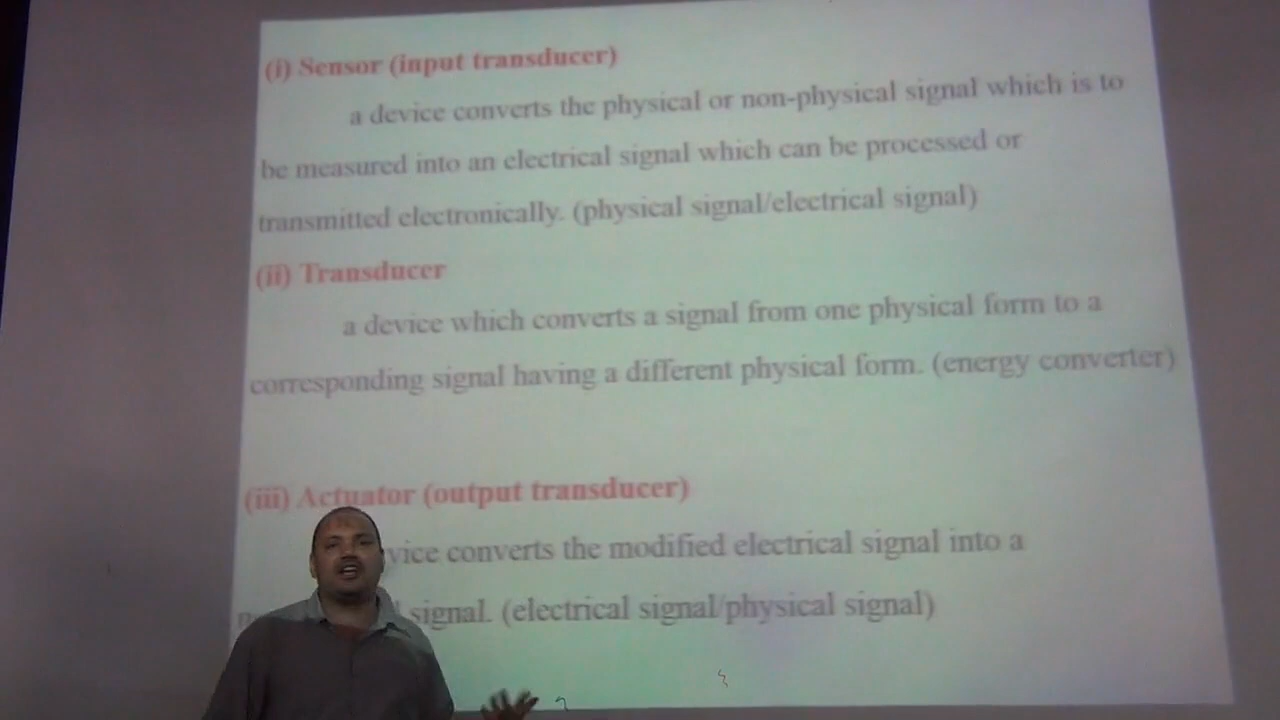 (i) Sensor (input transducer)
a device converts the physical or non-physical signal which is to
be measured into an electrical signal which can be processed or
transmitted electronically. (physical signal/electrical signal)
(ii) Transducer
a device which converts a signal from one physical form to a
corresponding signal having a different physical form. (energy converter)
(iii) Actuator (output transducer)
converts the modified electrical signal into a
signal. (electrical signal/physical signal)